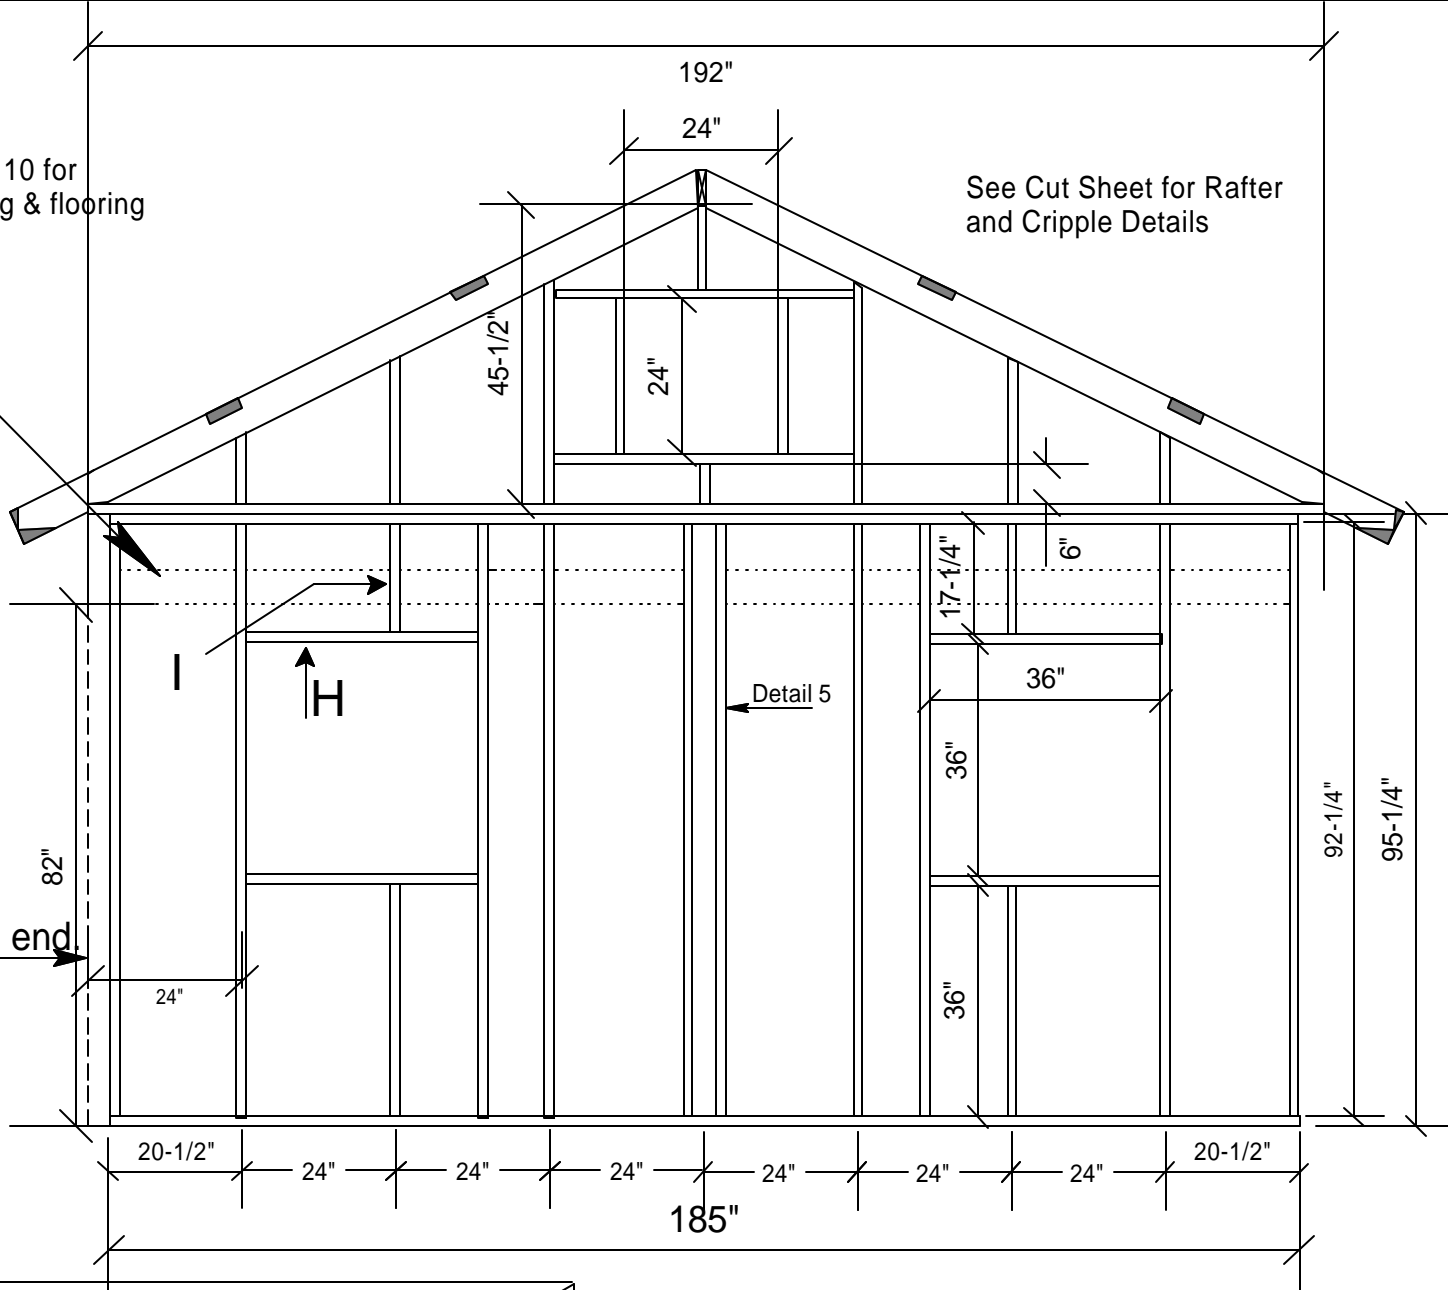 192"
24"
10 for
g & flooring
See Cut Sheet for Rafter
and Cripple Details
45-1/2"
24"
6"
17-1/4"
I
H
36"
Detail 5
36"
92-1/4"
95-1/4"
82"
end.
24"
36"
20-1/2"
24"
24"
24"
24"
24"
24"
20-1/2"
185"